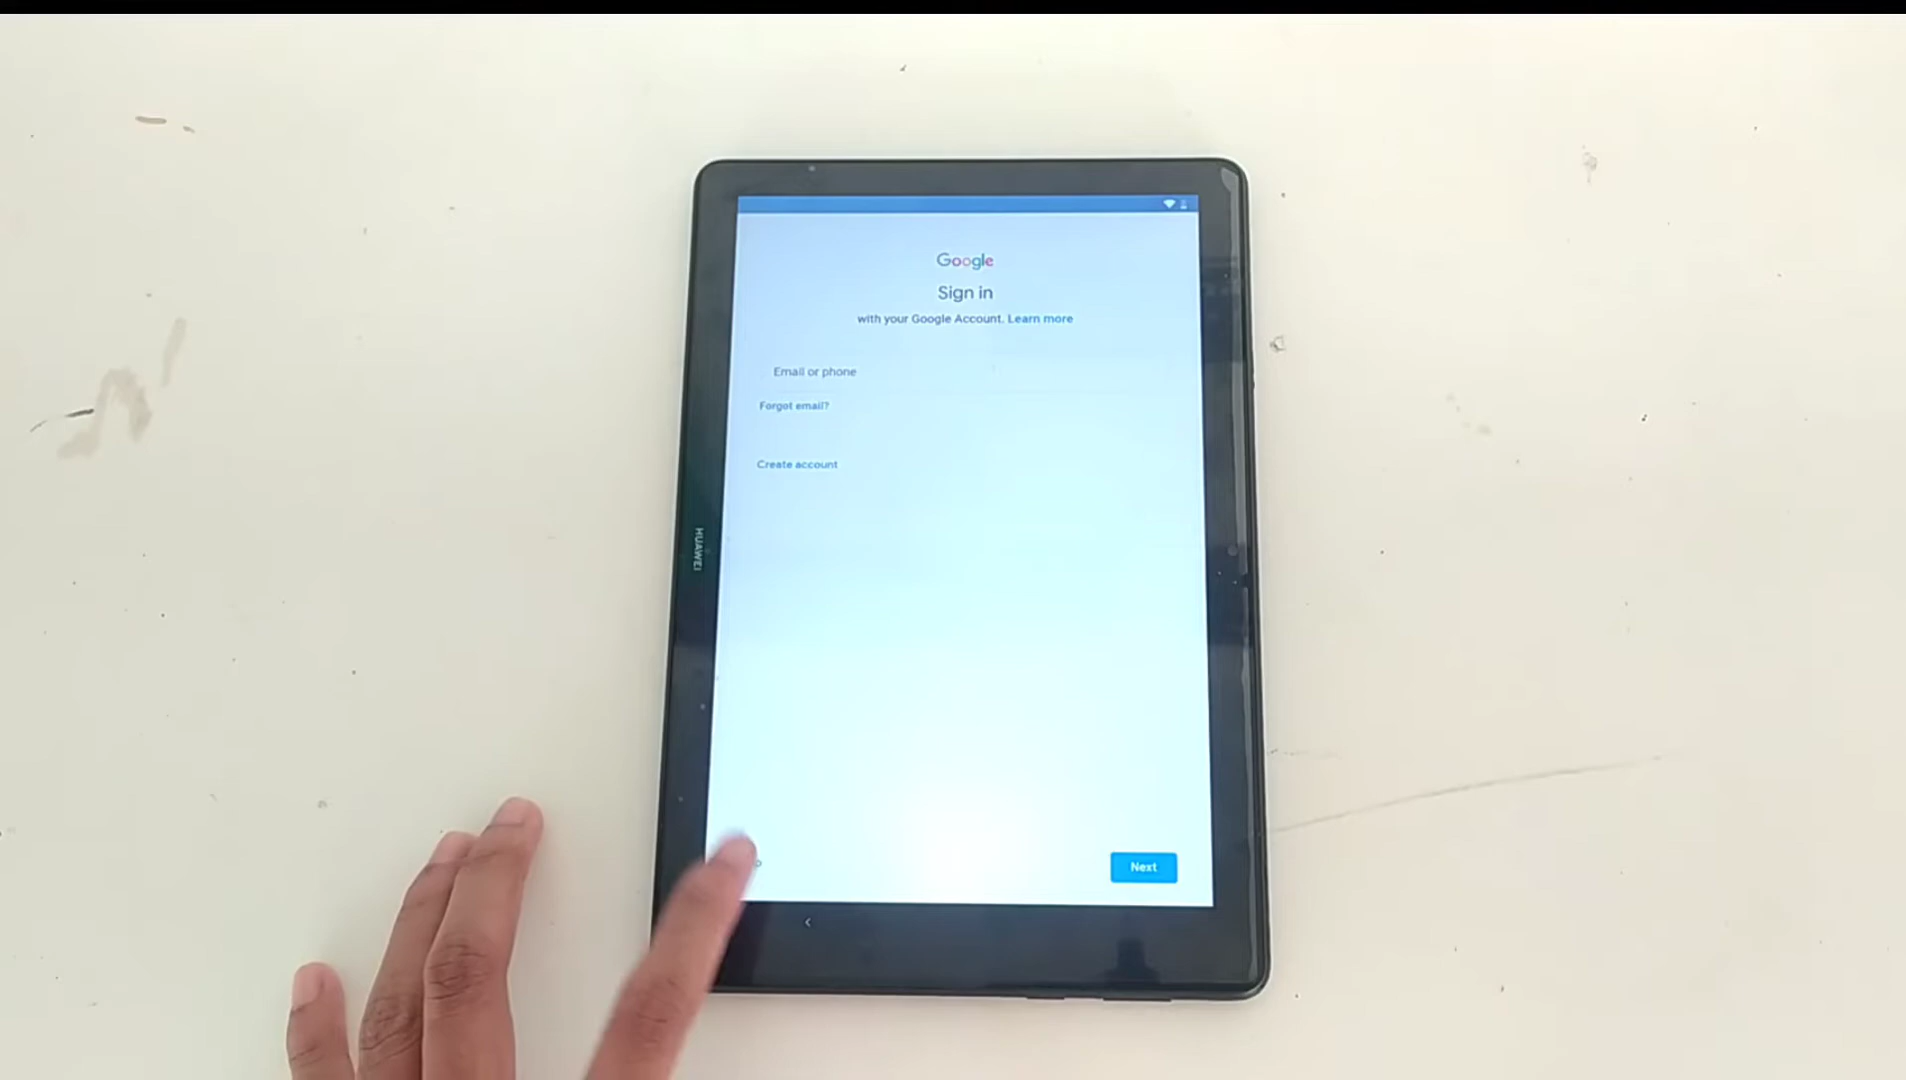 Google
Sign in
with your Google Account. Learn more
Email or phone
Forgot email?
Create account
HUAWEI
Next